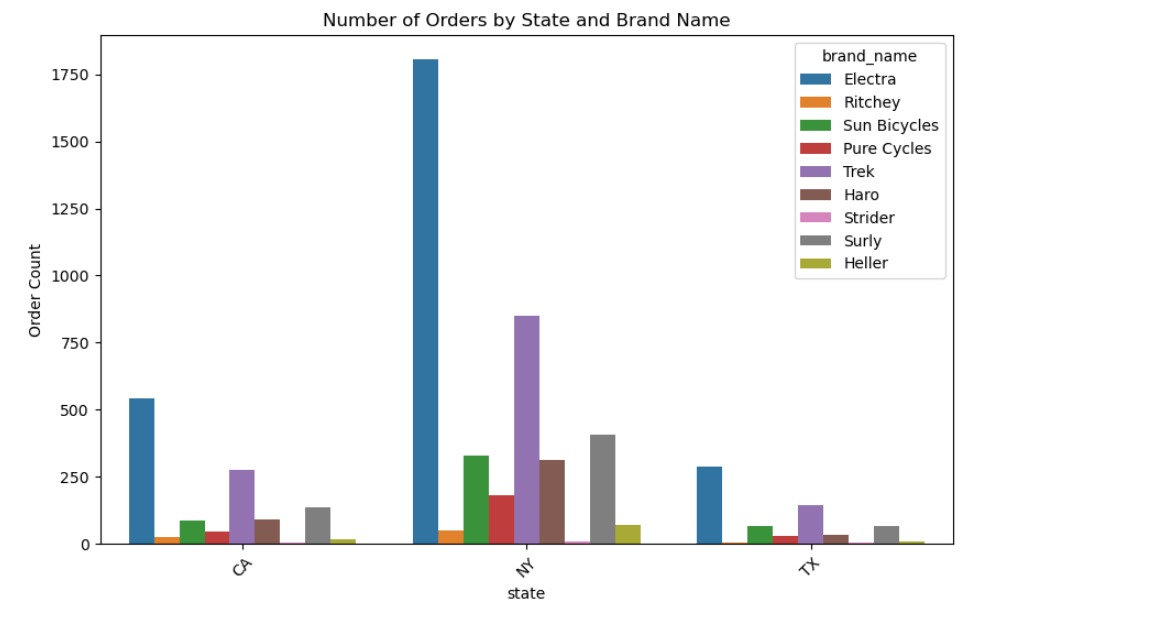 Number of Orders by State and Brand Name
Order Count
1750
1500
1250
1000
750
500
250
0
brand_name
Electra
Ritchey
Sun Bicycles
Pure Cycles
Trek
Haro
Strider
Surly
Heller
CA
NY
TX
state